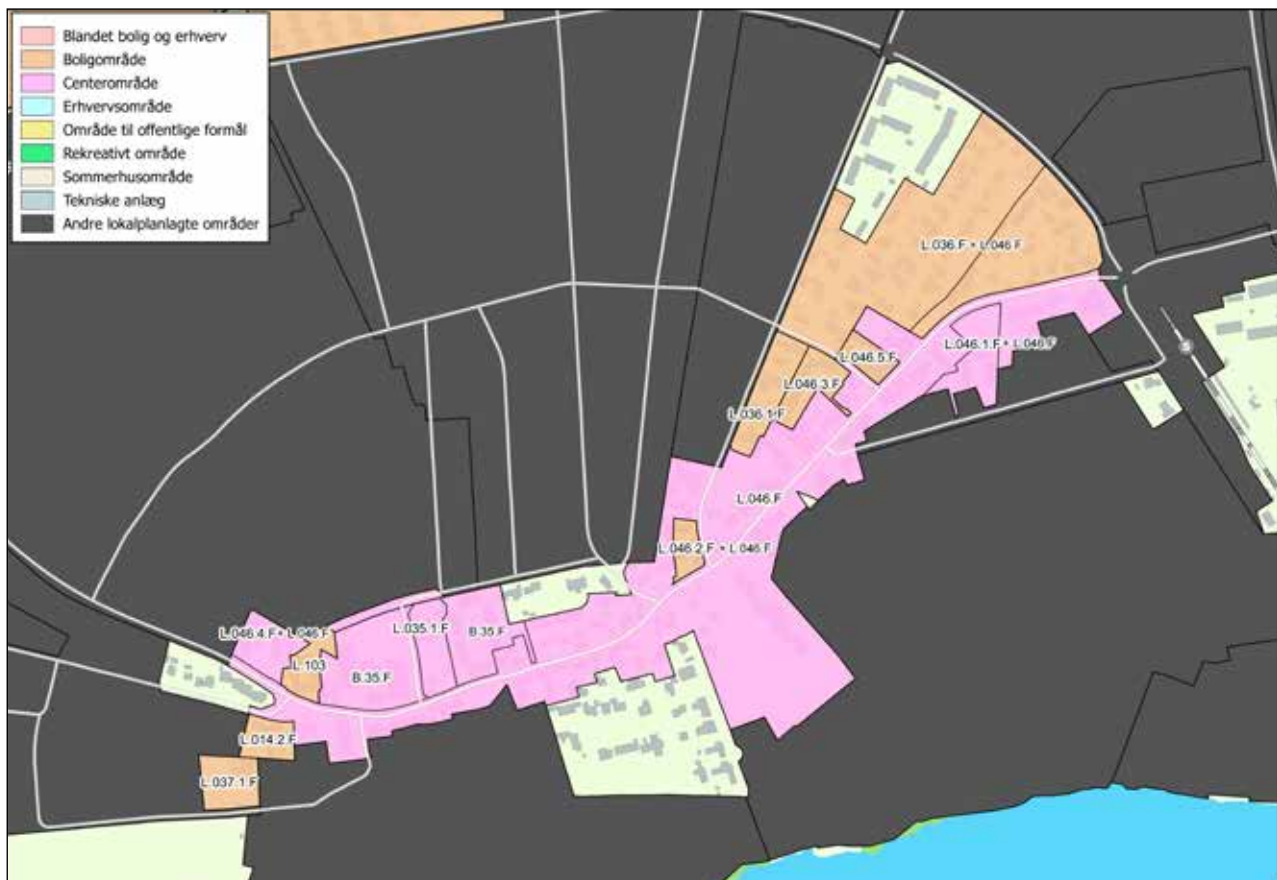 Blandet bolig og erhverv
Boligområde
Centerområde
Erhvervsområde
Område til offentlige formål
Rekreativt område
Sommerhusområde
Tekniske anlæg
Andre lokalplanlagte områder
L.036.F + L.046.F
L.046.1.F + L.046.F
L.046.5.F
L.046.3.F
L.036.1.F
L.046.F
L.046.2.F + L.046.F
L.046.4.F + L.046.F
L.035.1.F
B.35.F
L.103
B.35.F
L.014.2.F
L.037.1.F